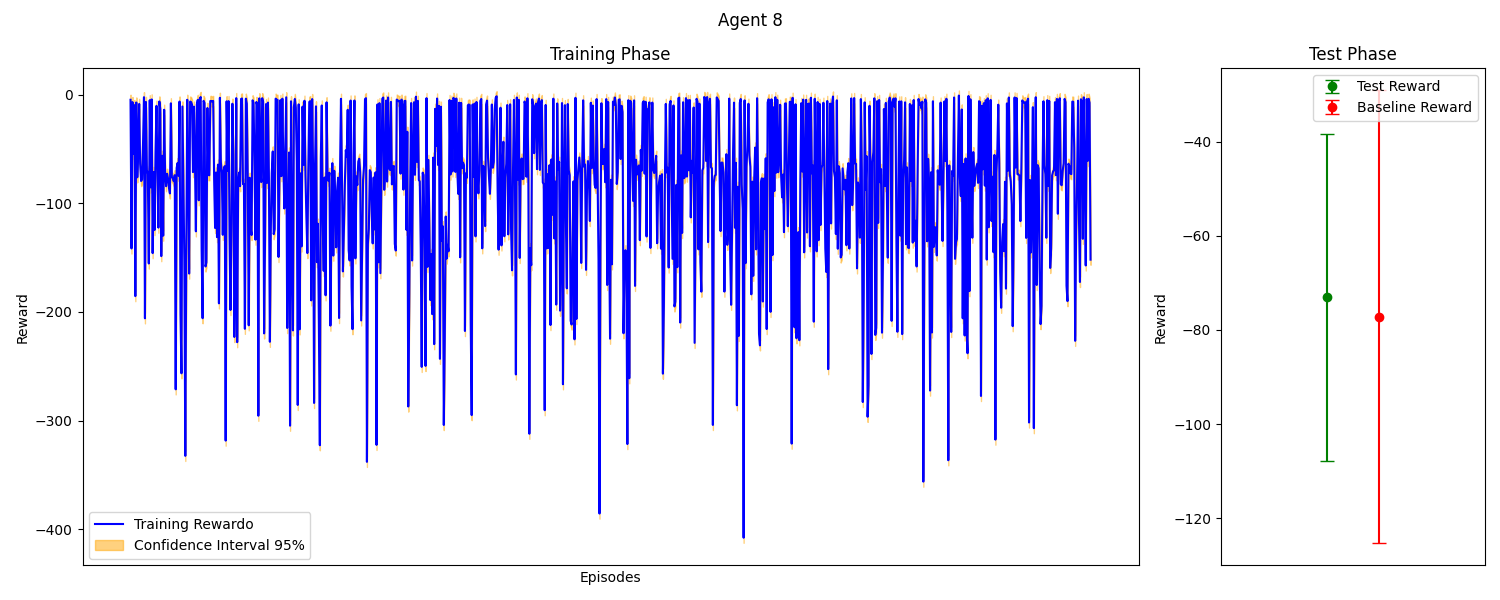 Agent 8
Training Phase
Reward
0
−100
−200
−300
−400
Training Rewardo
Confidence Interval 95%
Episodes
Test Phase
Reward
−40
−60
−80
−100
−120
Test Reward
Baseline Reward